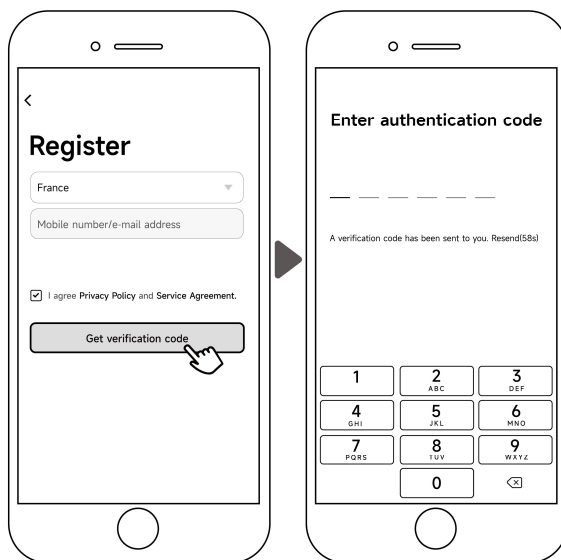 Register
France
Mobile number/e-mail address
I agree Privacy Policy and Service Agreement.
Get verification code
Enter authentication code
A verification code has been sent to you. Resend(58s)
1 2 3
ABC DEF
4 5 6
GHI JKL MNO
7 8 9
PQRS TUV WXYZ
0